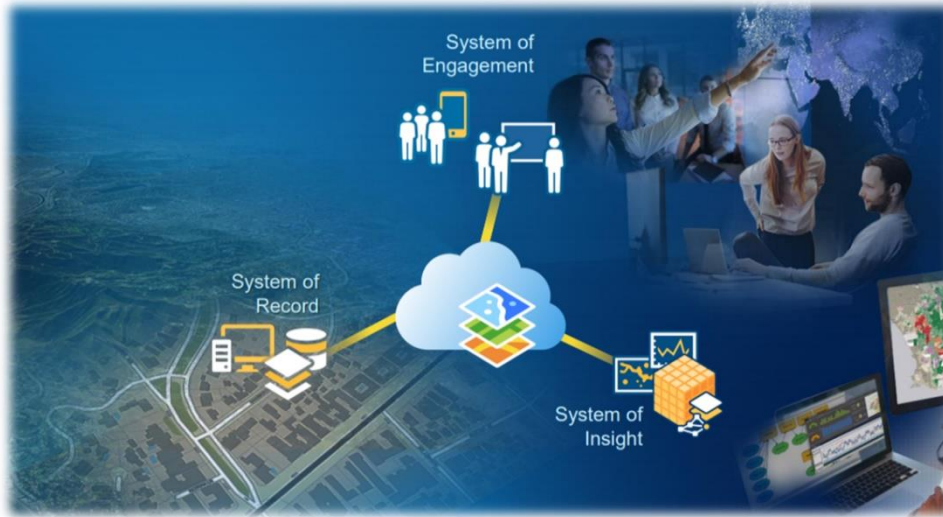 System of
Engagement
System of
Record
System of
Insight